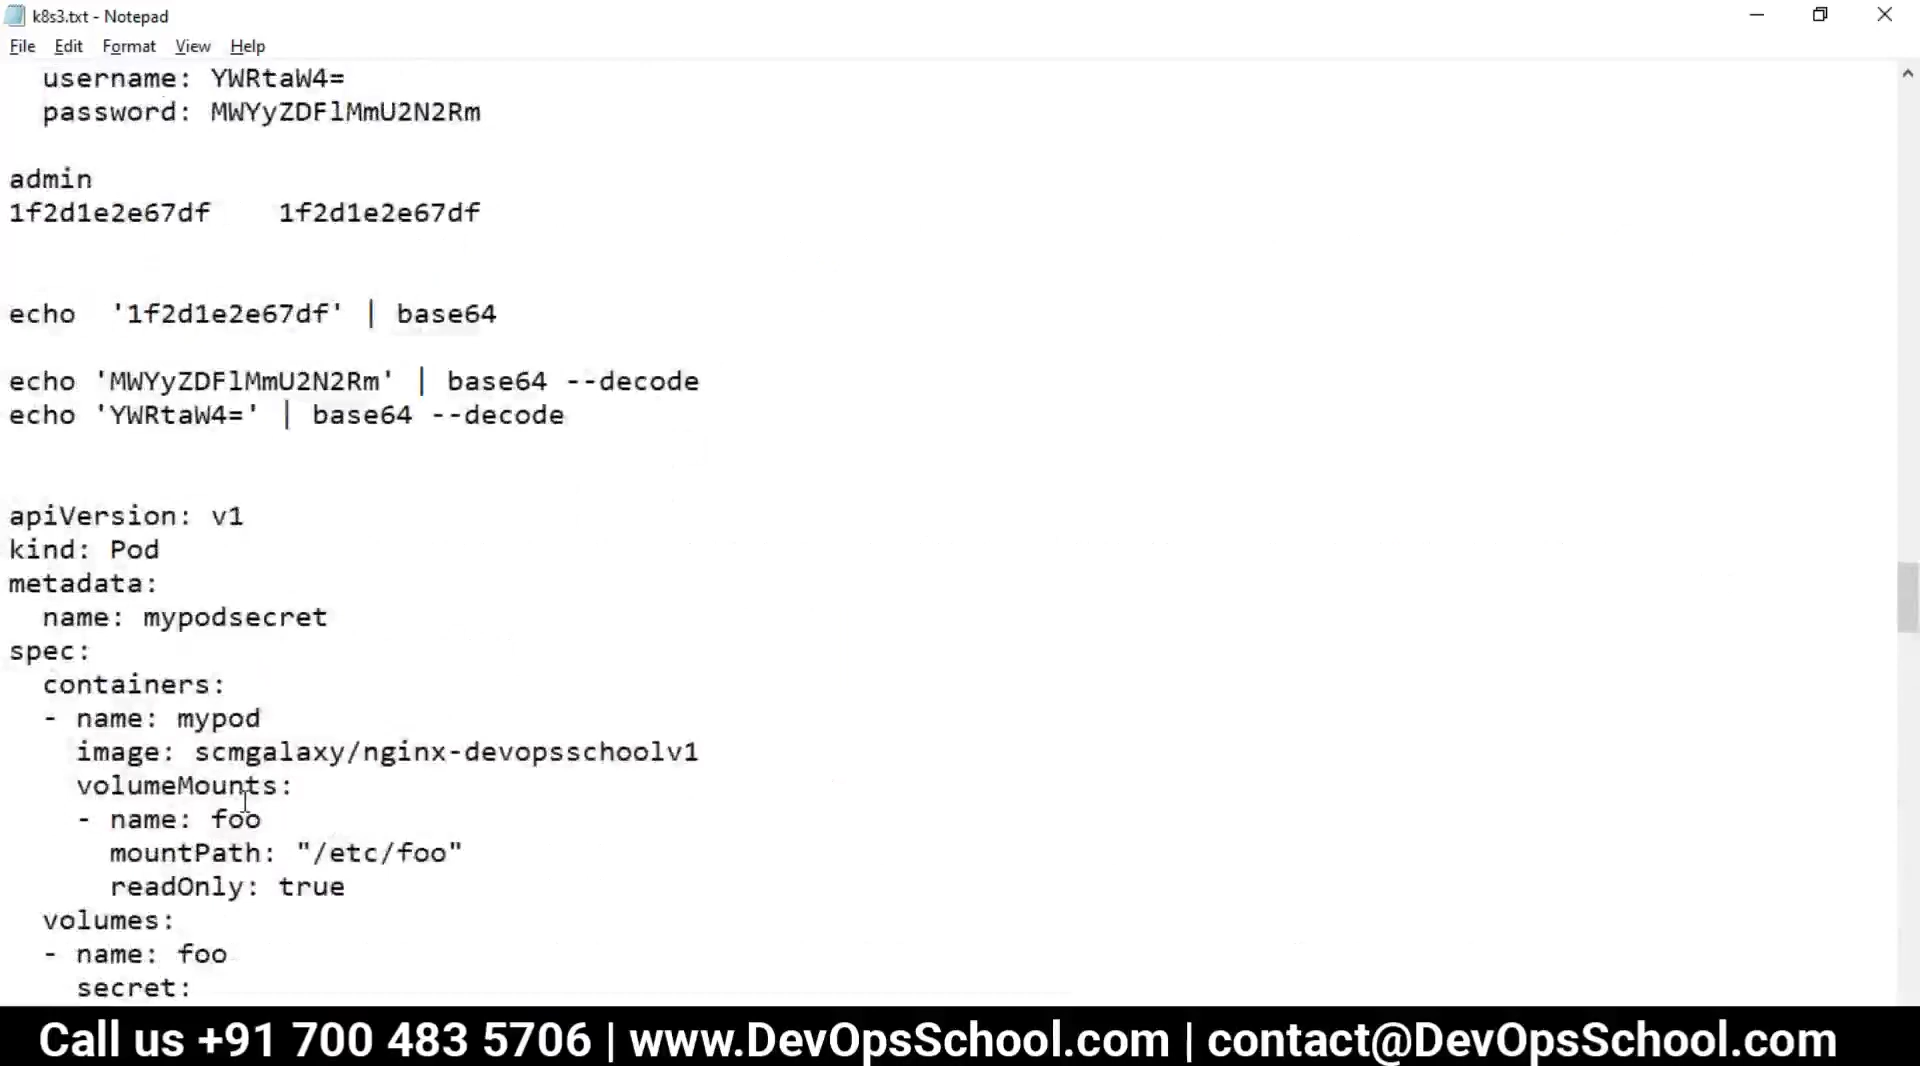 k8s3.txt - Notepad
File Edit Format View Help
username: YWRtaW4=
password: MWYyZDFlMmU2N2Rm
admin
1f2d1e2e67df 1f2d1e2e67df
echo '1f2d1e2e67df' | base64
echo 'MWYyZDFlMmU2N2Rm' | base64 --decode
echo 'YWRtaW4=' | base64 --decode
apiVersion: v1
kind: Pod
metadata:
  name: mypodsecret
spec:
  containers:
  - name: mypod
    image: scmgalaxy/nginx-devopsschoolv1
    volumeMounts:
    - name: foo
      mountPath: "/etc/foo"
      readOnly: true
  volumes:
  - name: foo
    secret:
Call us +91 700 483 5706 | www.DevOpsSchool.com | contact@DevOpsSchool.com